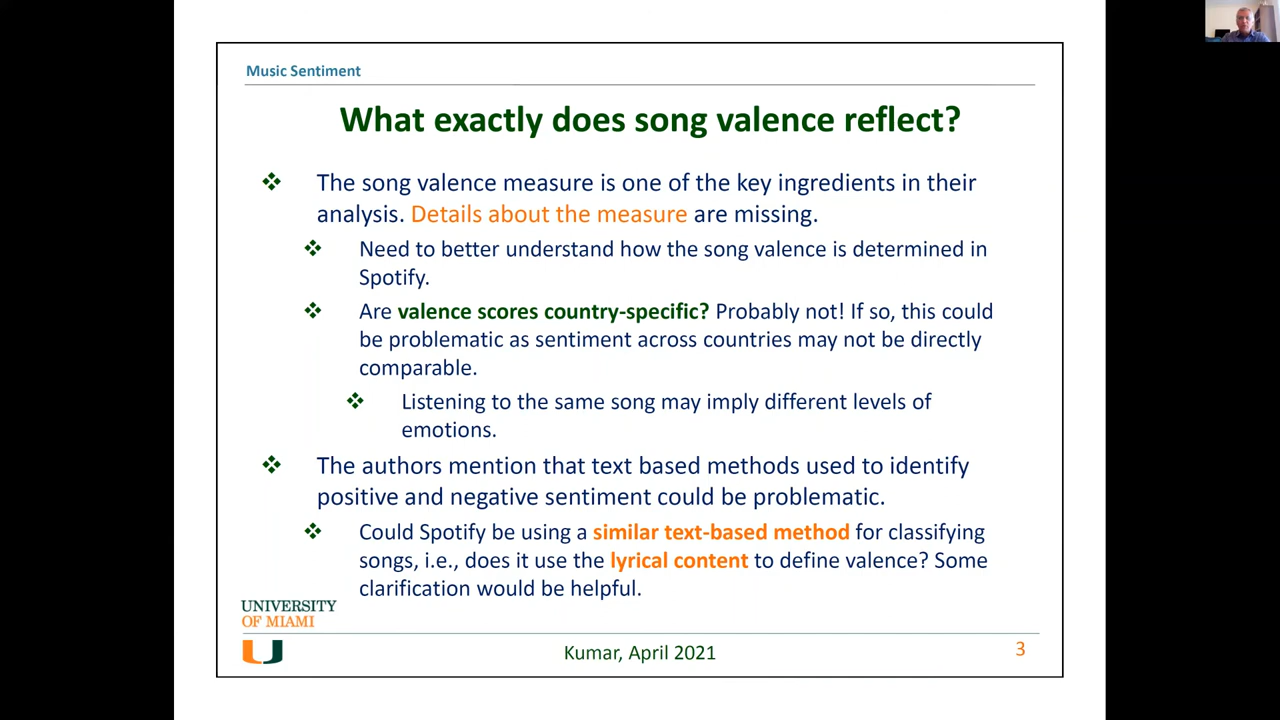 Music Sentiment
What exactly does song valence reflect?
❖ The song valence measure is one of the key ingredients in their
analysis. Details about the measure are missing.
❖ Need to better understand how the song valence is determined in
Spotify.
❖ Are valence scores country-specific? Probably not! If so, this could
be problematic as sentiment across countries may not be directly
comparable.
❖ Listening to the same song may imply different levels of
emotions.
❖ The authors mention that text based methods used to identify
positive and negative sentiment could be problematic.
❖ Could Spotify be using a similar text-based method for classifying
songs, i.e., does it use the lyrical content to define valence? Some
clarification would be helpful.
UNIVERSITY
OF MIAMI
Kumar, April 2021
3